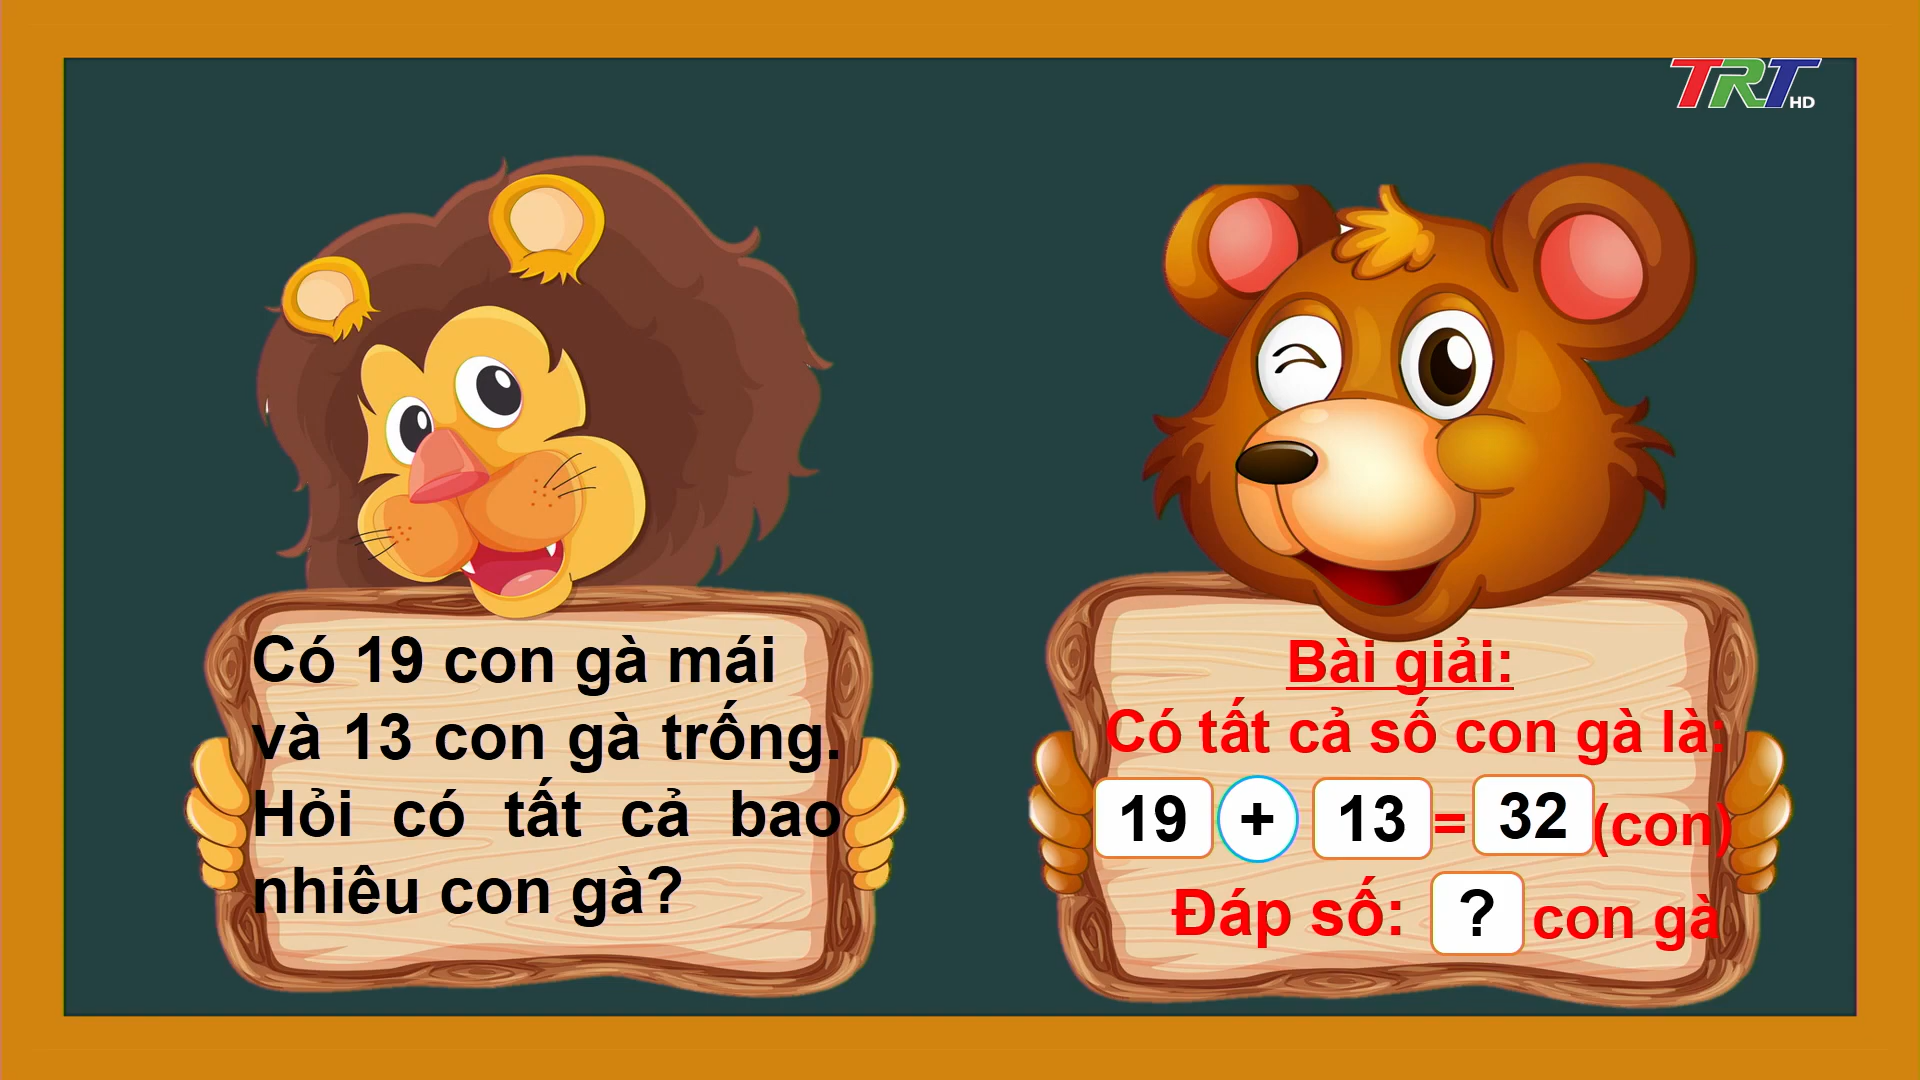 TRT HD
Có 19 con gà mái
và 13 con gà trống.
Hỏi có tất cả bao
nhiêu con gà?
Bài giải:
Có tất cả số con gà là:
19 + 13 = 32 (con)
Đáp số: ? con gà